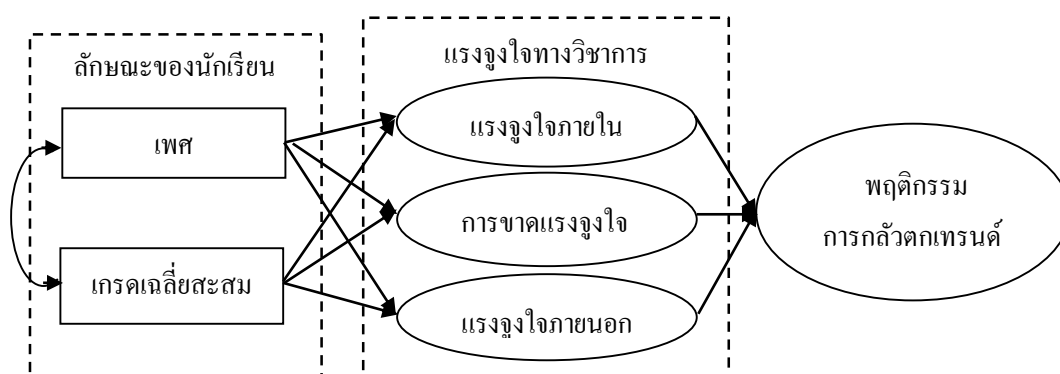 ลักษณะของนักเรียน
เพศ
เกรดเฉลี่ยสะสม
แรงจูงใจทางวิชาการ
แรงจูงใจภายใน
การขาดแรงจูงใจ
แรงจูงใจภายนอก
พฤติกรรม
การกลัวตกเทรนด์